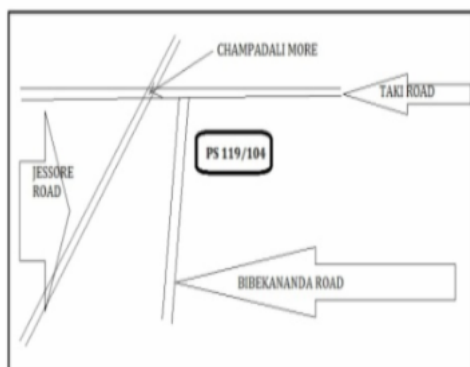 CHAMPADALI MORE
TAKI ROAD
PS 119/104
JESSORE
ROAD
BIBEKANANDA ROAD